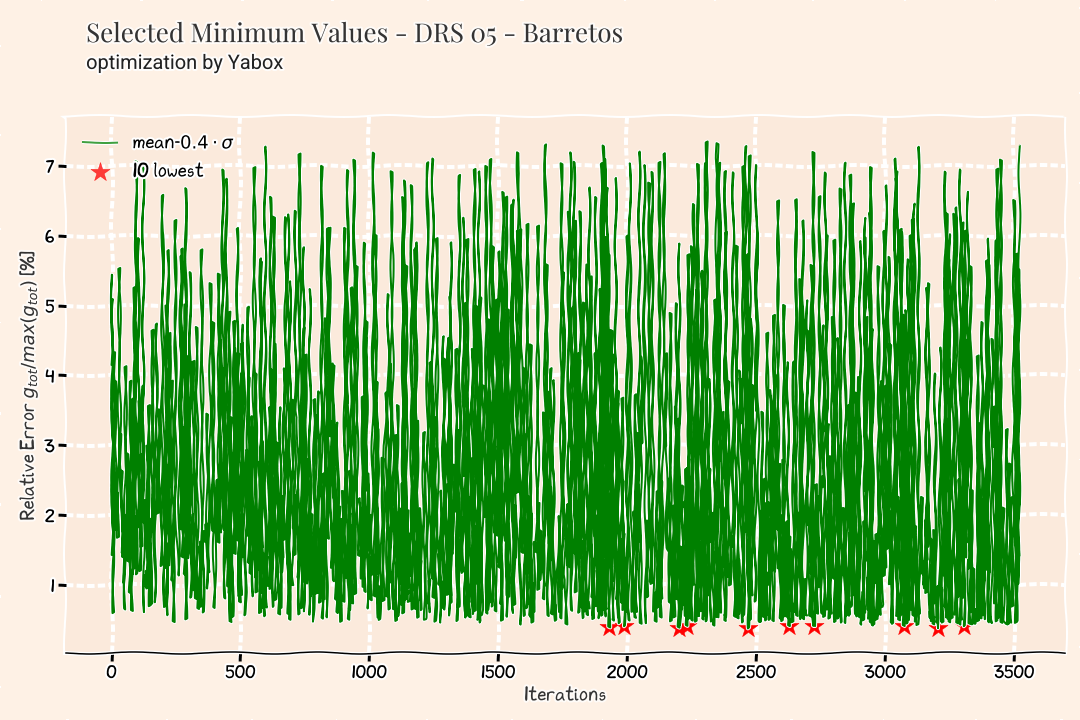 Selected Minimum Values - DRS 05 - Barretos
optimization by Yabox
mean-0.4 · σ
10 lowest
Relative Error g_tot/max(g_tot) [%]
7
6
5
4
3
2
1
0 500 1000 1500 2000 2500 3000 3500
Iterations